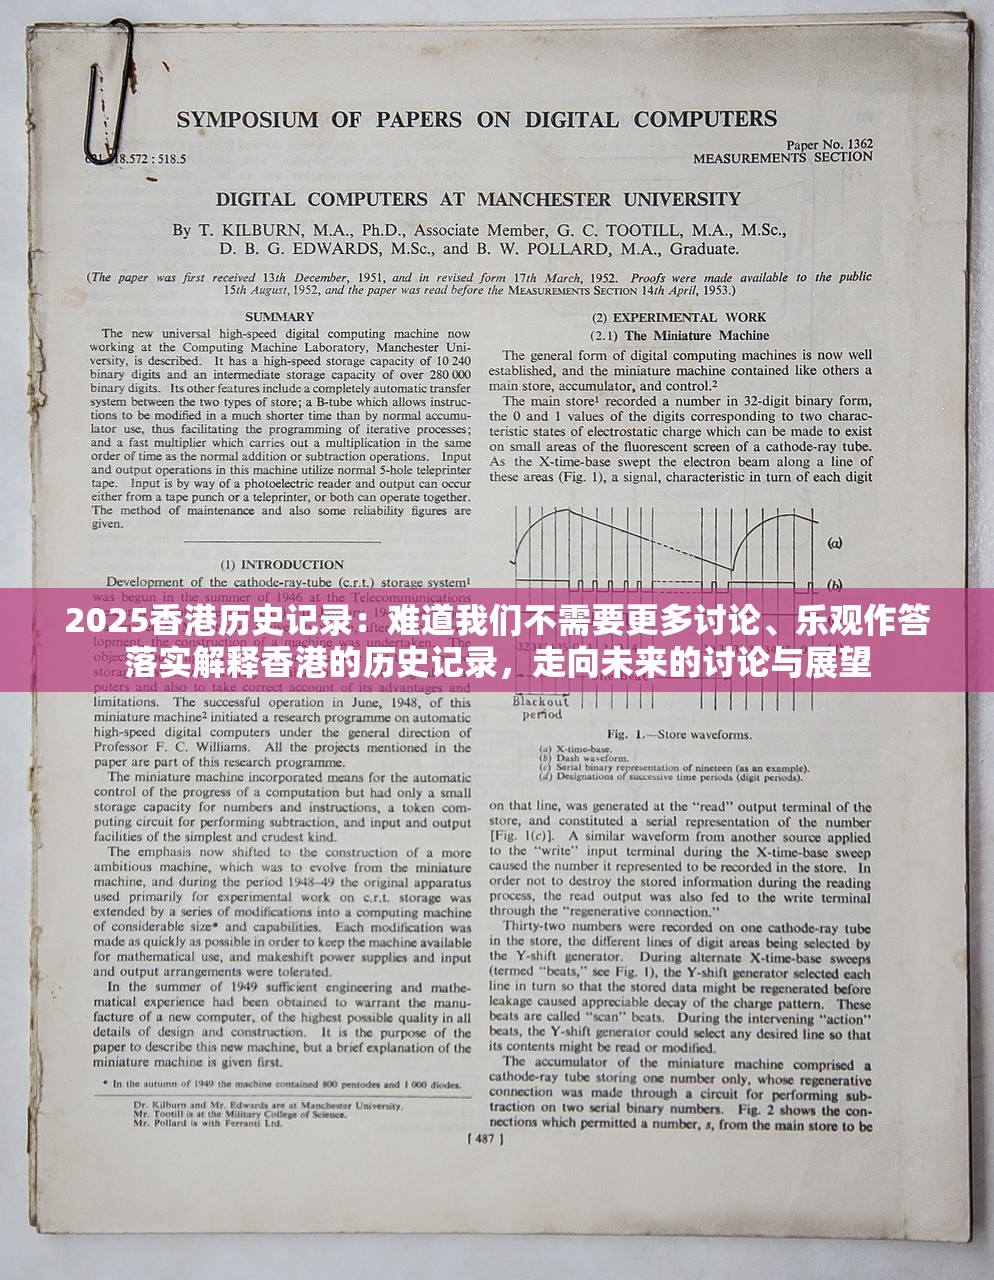 SYMPOSIUM OF PAPERS ON DIGITAL COMPUTERS
18.572 : 518.5
Paper No. 1362
MEASUREMENTS SECTION
DIGITAL COMPUTERS AT MANCHESTER UNIVERSITY
By T. KILBURN, M.A., Ph.D., Associate Member, G. C. TOOTILL, M.A., M.Sc.,
D. B. G. EDWARDS, M.Sc., and B. W. POLLARD, M.A., Graduate.
(The paper was first received 13th December, 1951, and in revised form 17th March, 1952. Proofs were made available to the public
15th August, 1952, and the paper was read before the MEASUREMENTS SECTION 14th April, 1953.)
SUMMARY
The new universal high-speed digital computing machine now
working at the Computing Machine Laboratory, Manchester Uni-
versity, is described. It has a high-speed storage capacity of 10 240
binary digits and an intermediate storage capacity of over 280 000
binary digits. Its other features include a completely automatic transfer
system between the two types of store; a B-tube which allows instruc-
tions to be modified in a much shorter time than by normal accumu-
lator use, thus facilitating the programming of iterative processes;
and a fast multiplier which carries out a multiplication in the same
order of time as the normal addition or subtraction operations. Input
and output operations in this machine utilize normal 5-hole teleprinter
tape. Input is by way of a photoelectric reader and output can occur
either from a tape punch or a teleprinter, or both can operate together.
The method of maintenance and also some reliability figures are
given.
(1) INTRODUCTION
Development of the cathode-ray-tube (c.r.t.) storage system¹
was begun in the summer of 1946 at the Telecommunications
2025香港历史记录：难道我们不需要更多讨论、乐观作答
落实解释香港的历史记录，走向未来的讨论与展望
puters and also to take correct account of its advantages and
limitations. The successful operation in June, 1948, of this
miniature machine² initiated a research programme on automatic
high-speed digital computers under the general direction of
Professor F. C. Williams. All the projects mentioned in the
paper are part of this research programme.
The miniature machine incorporated means for the automatic
control of the progress of a computation but had only a small
storage capacity for numbers and instructions, a token com-
puting circuit for performing subtraction, and input and output
facilities of the simplest and crudest kind.
The emphasis now shifted to the construction of a more
ambitious machine, which was to evolve from the miniature
machine, and during the period 1948–49 the original apparatus
used primarily for experimental work on c.r.t. storage was
extended by a series of modifications into a computing machine
of considerable size* and capabilities. Each modification was
made as quickly as possible in order to keep the machine available
for mathematical use, and makeshift power supplies and input
and output arrangements were tolerated.
In the summer of 1949 sufficient engineering and mathe-
matical experience had been obtained to warrant the manu-
facture of a new computer, of the highest possible quality in all
details of design and construction. It is the purpose of the
paper to describe this new machine, but a brief explanation of the
miniature machine is given first.
* In the autumn of 1949 the machine contained 800 pentodes and 1 000 diodes.
Dr. Kilburn and Mr. Edwards are at Manchester University.
Mr. Tootill is at the Military College of Science.
Mr. Pollard is with Ferranti Ltd.
(2) EXPERIMENTAL WORK
(2.1) The Miniature Machine
The general form of digital computing machines is now well
established, and the miniature machine contained like others a
main store, accumulator, and control.²
The main store¹ recorded a number in 32-digit binary form,
the 0 and 1 values of the digits corresponding to two charac-
teristic states of electrostatic charge which can be made to exist
on small areas of the fluorescent screen of a cathode-ray tube.
As the X-time-base swept the electron beam along a line of
these areas (Fig. 1), a signal, characteristic in turn of each digit
(a)
(b)
Blackout
period
Fig. 1.—Store waveforms.
(a) X-time-base.
(b) Dash waveform.
(c) Serial binary representation of nineteen (as an example).
(d) Designations of successive time periods (digit periods).
on that line, was generated at the “read” output terminal of the
store, and constituted a serial representation of the number
[Fig. 1(c)]. A similar waveform from another source applied
to the “write” input terminal during the X-time-base sweep
caused the number it represented to be recorded in the store. In
order not to destroy the stored information during the reading
process, the read output was also fed to the write terminal
through the “regenerative connection.”
Thirty-two numbers were recorded on one cathode-ray tube
in the store, the different lines of digit areas being selected by
the Y-shift generator. During alternate X-time-base sweeps
(termed “beats,” see Fig. 1), the Y-shift generator selected each
line in turn so that the stored data might be regenerated before
leakage caused appreciable decay of the charge pattern. These
beats are called “scan” beats. During the intervening “action”
beats, the Y-shift generator could select any desired line so that
its contents might be read or modified.
The accumulator of the miniature machine comprised a
cathode-ray tube storing one number only, whose regenerative
connection was made through a circuit for performing sub-
traction on two serial binary numbers. Fig. 2 shows the con-
nections which permitted a number, s, from the main store to be
[ 487 ]